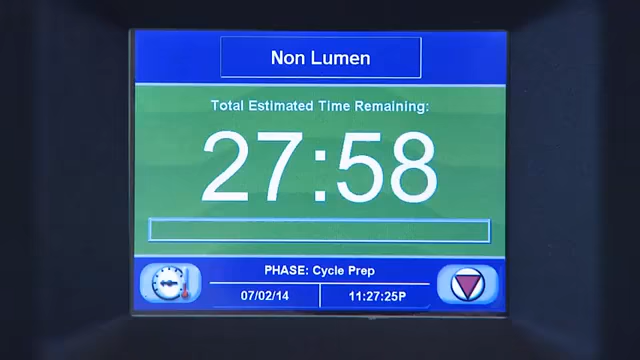 Non Lumen
Total Estimated Time Remaining:
27:58
PHASE: Cycle Prep
07/02/14
11:27:25P